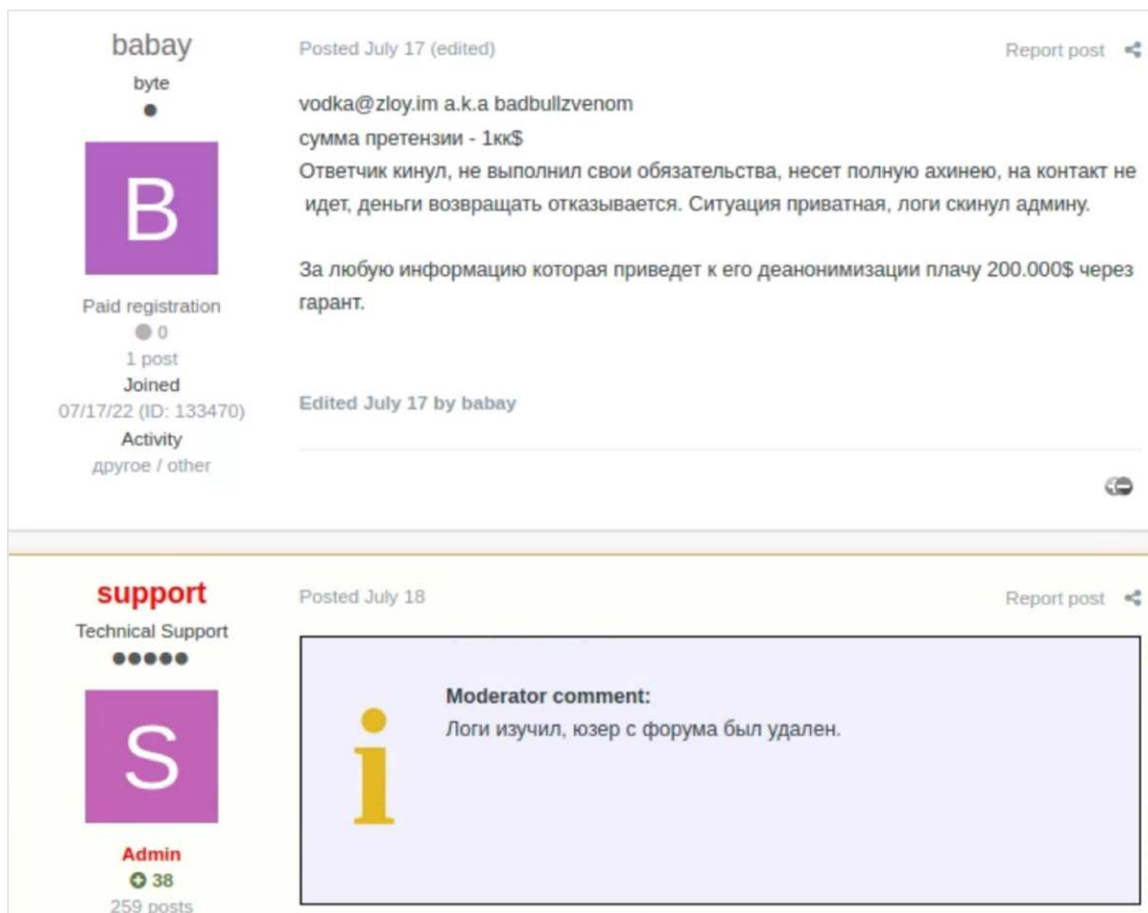 babay
byte
B
Paid registration
0
1 post
Joined
07/17/22 (ID: 133470)
Activity
другое / other
Posted July 17 (edited)
Report post
vodka@zloy.im a.k.a badbullzvenom
сумма претензии - 1кк$
Ответчик кинул, не выполнил свои обязательства, несет полную ахинею, на контакт не
идет, деньги возвращать отказывается. Ситуация приватная, логи скинул админу.
За любую информацию которая приведет к его деанонимизации плачу 200.000$ через
гарант.
Edited July 17 by babay
support
Technical Support
S
Admin
38
259 posts
Posted July 18
Report post
i
Moderator comment:
Логи изучил, юзер с форума был удален.